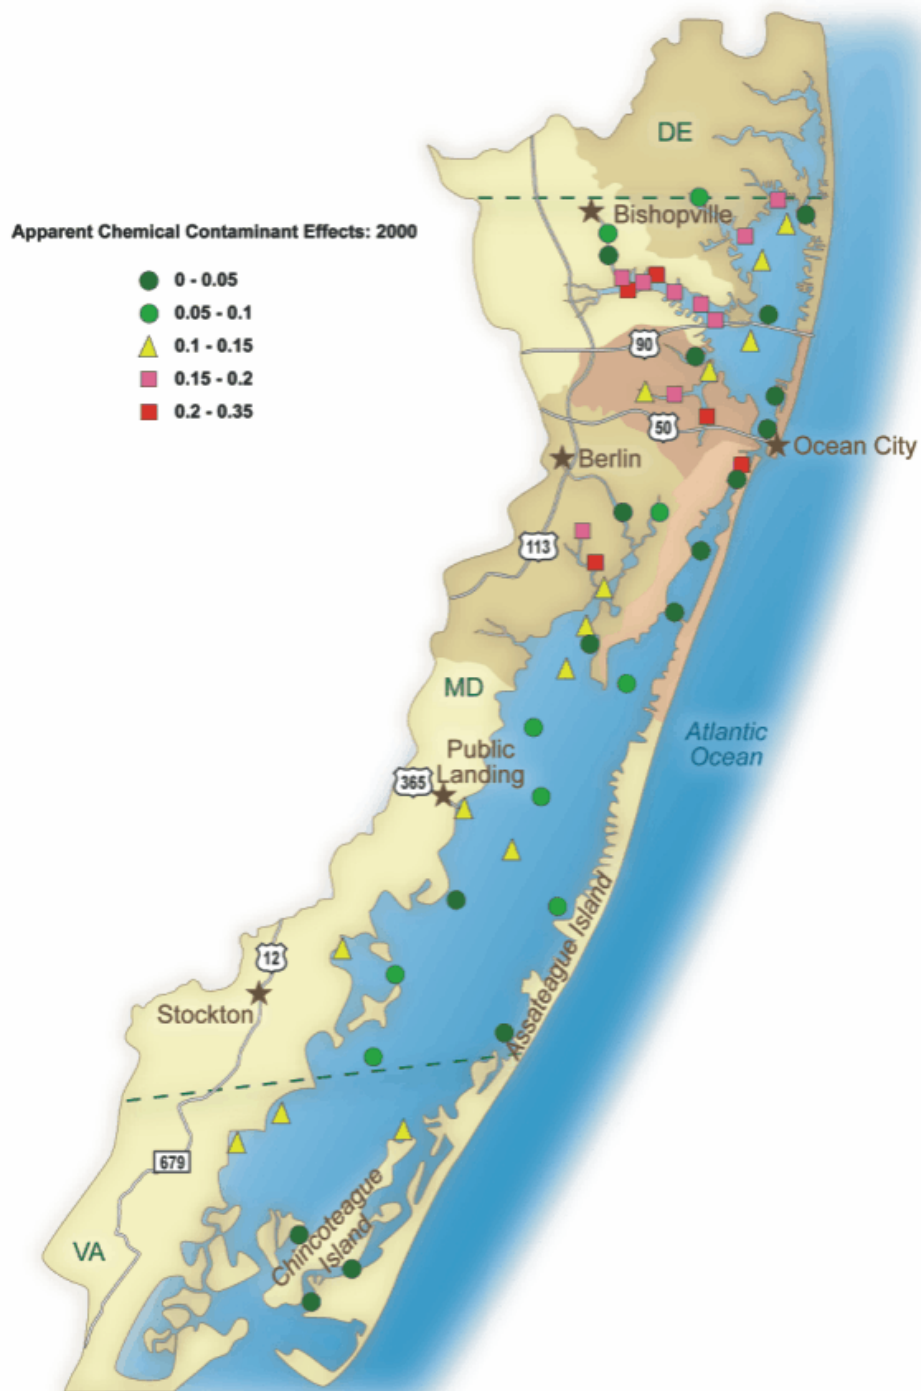 DE
Bishopville
Apparent Chemical Contaminant Effects: 2000
0 - 0.05
0.05 - 0.1
0.1 - 0.15
0.15 - 0.2
0.2 - 0.35
90
50
Ocean City
Berlin
113
MD
Atlantic
Ocean
Public
Landing
365
Assateague Island
12
Stockton
679
Chincoteague
Island
VA